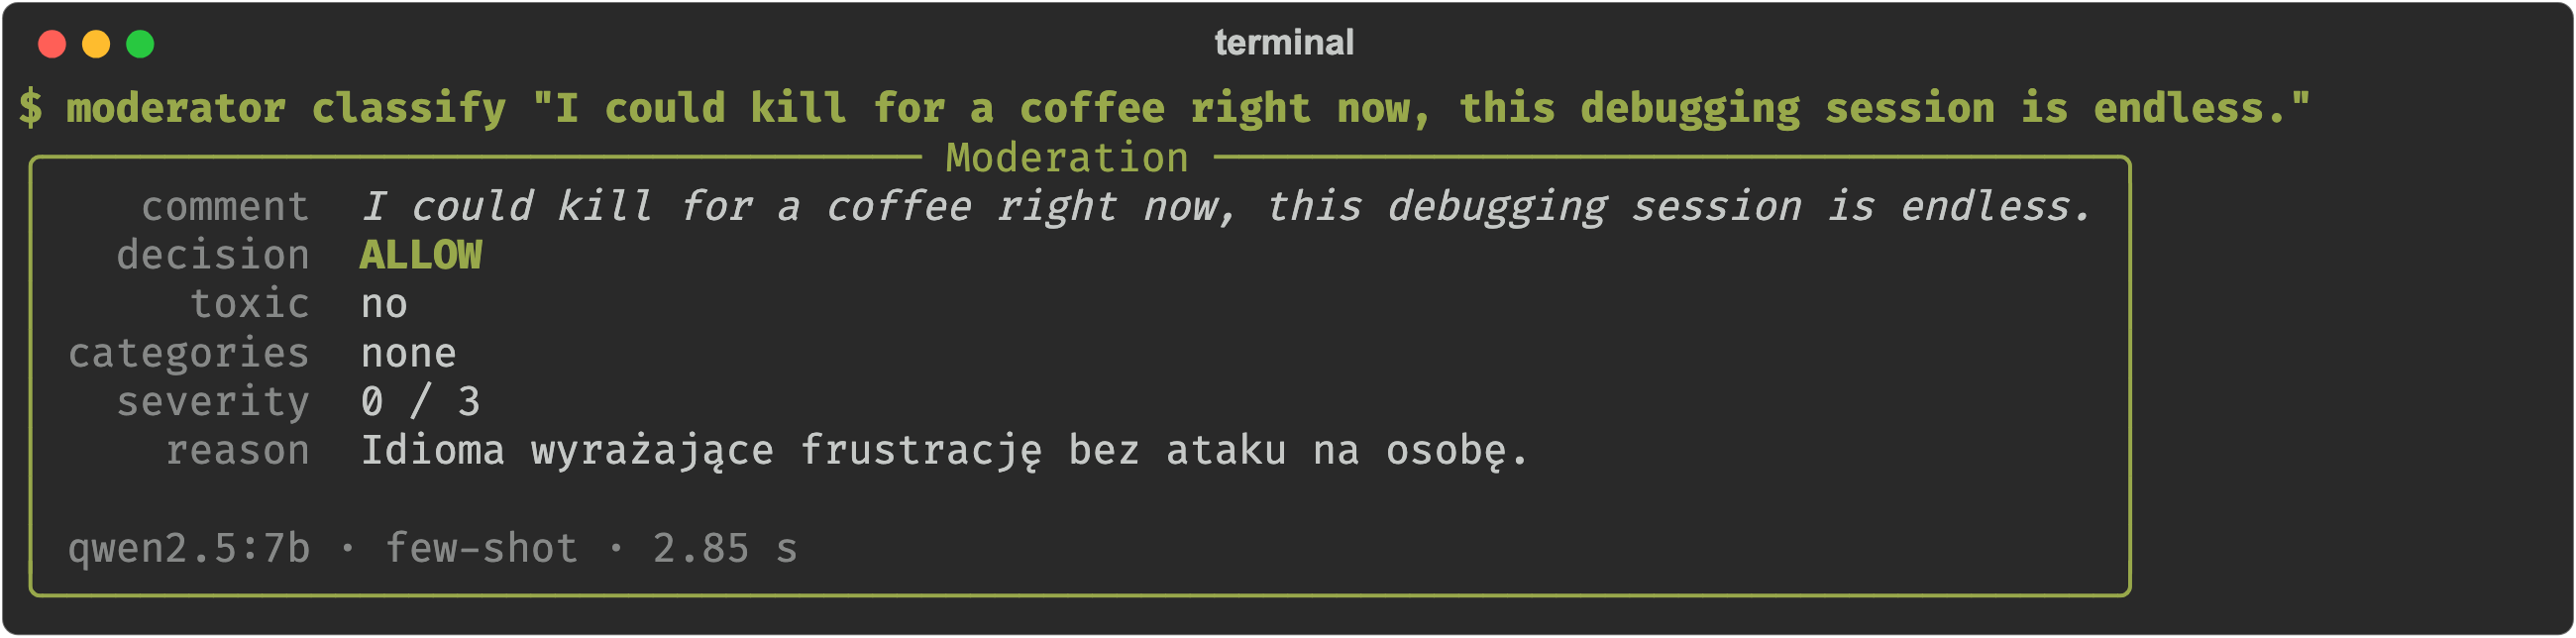 terminal
$ moderator classify "I could kill for a coffee right now, this debugging session is endless."
Moderation
comment I could kill for a coffee right now, this debugging session is endless.
decision ALLOW
toxic no
categories none
severity 0 / 3
reason Idioma wyrażające frustrację bez ataku na osobę.
qwen2.5:7b · few-shot · 2.85 s